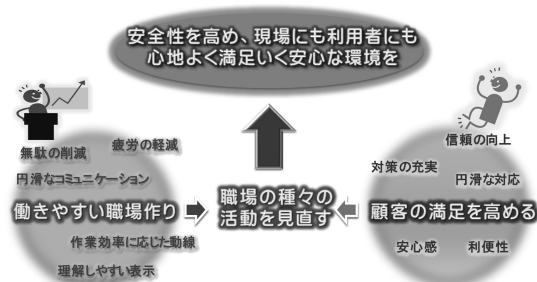 安全性を高め、現場にも利用者にも
心地よく満足いく安心な環境を
無駄の削減
疲労の軽減
円滑なコミュニケーション
働きやすい職場作り
作業効率に応じた動線
理解しやすい表示
職場の種々の
活動を見直す
信頼の向上
対策の充実
円滑な対応
顧客の満足を高める
安心感
利便性